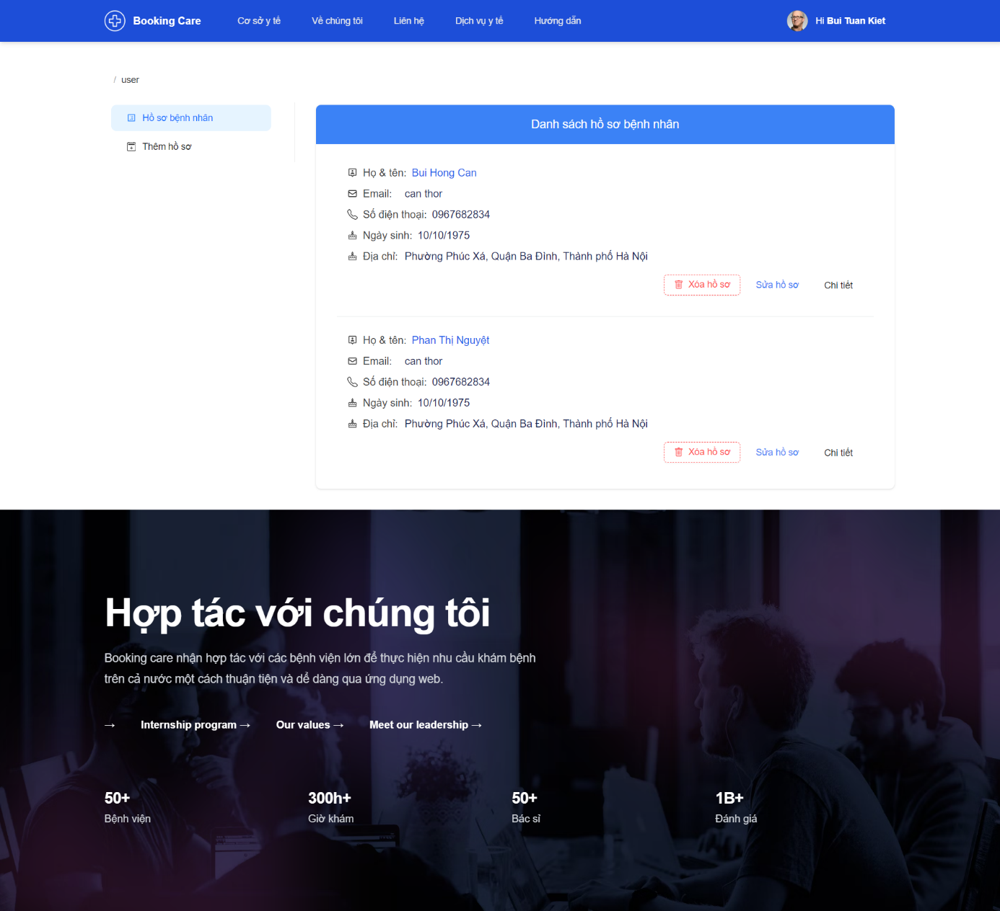 Booking Care Cơ sở y tế Về chúng tôi Liên hệ Dịch vụ y tế Hướng dẫn Hi Bui Tuan Kiet
/ user
Hồ sơ bệnh nhân
Thêm hồ sơ
Danh sách hồ sơ bệnh nhân
Họ & tên: Bui Hong Can
Email: can thor
Số điện thoại: 0967682834
Ngày sinh: 10/10/1975
Địa chỉ: Phường Phúc Xá, Quận Ba Đình, Thành phố Hà Nội
Xóa hồ sơ Sửa hồ sơ Chi tiết
Họ & tên: Phan Thị Nguyệt
Email: can thor
Số điện thoại: 0967682834
Ngày sinh: 10/10/1975
Địa chỉ: Phường Phúc Xá, Quận Ba Đình, Thành phố Hà Nội
Xóa hồ sơ Sửa hồ sơ Chi tiết
Hợp tác với chúng tôi
Booking care nhận hợp tác với các bệnh viện lớn để thực hiện nhu cầu khám bệnh
trên cả nước một cách thuận tiện và dể dàng qua ứng dụng web.
→ Internship program → Our values → Meet our leadership →
50+ 300h+ 50+ 1B+
Bệnh viện Giờ khám Bác sỉ Đánh giá